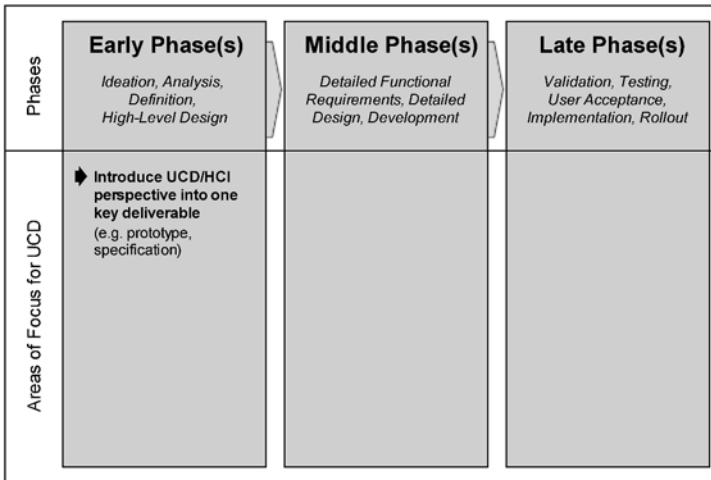 Phases
Early Phase(s)
Ideation, Analysis,
Definition,
High-Level Design
Middle Phase(s)
Detailed Functional
Requirements, Detailed
Design, Development
Late Phase(s)
Validation, Testing,
User Acceptance,
Implementation, Rollout
Areas of Focus for UCD
Introduce UCD/HCI
perspective into one
key deliverable
(e.g. prototype,
specification)